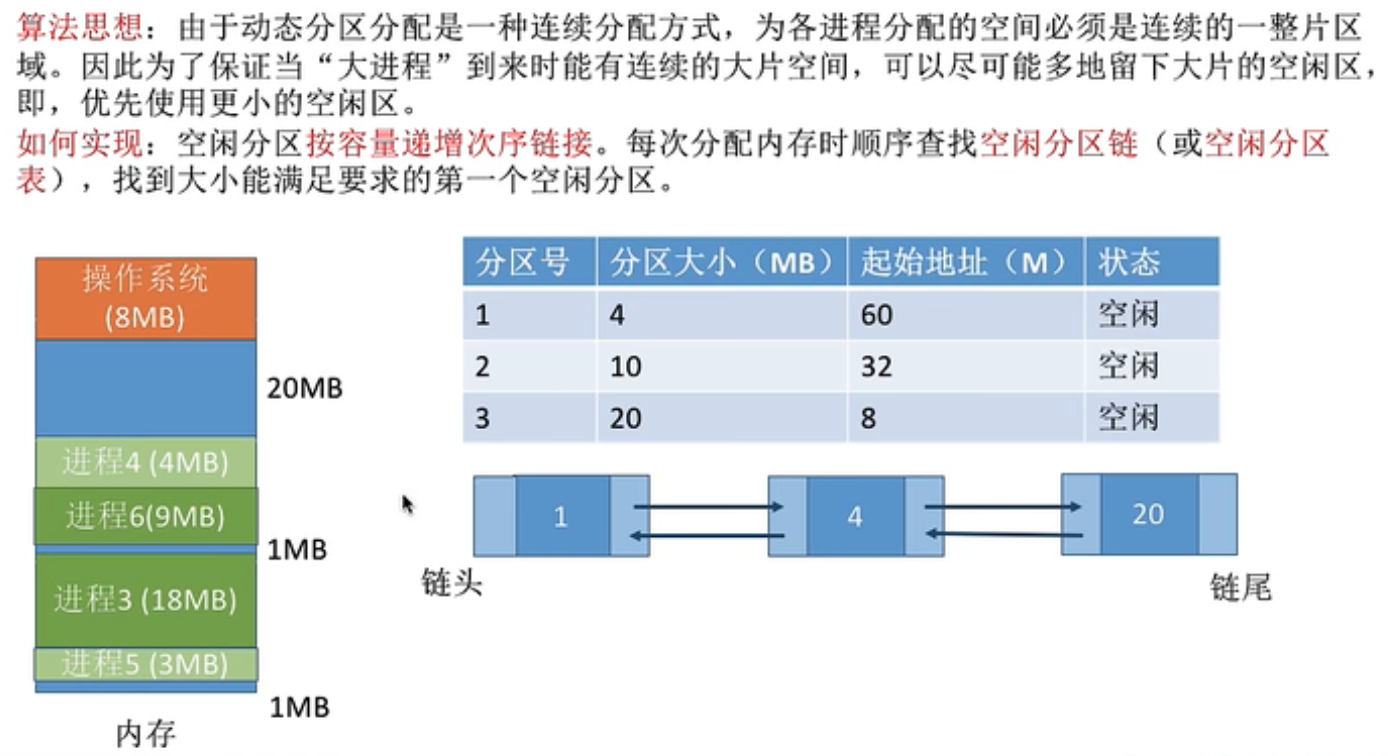 算法思想：由于动态分区分配是一种连续分配方式，为各进程分配的空间必须是连续的一整片区
域。因此为了保证当“大进程”到来时能有连续的大片空间，可以尽可能多地留下大片的空闲区，
即，优先使用更小的空闲区。
如何实现：空闲分区按容量递增次序链接。每次分配内存时顺序查找空闲分区链（或空闲分区
表），找到大小能满足要求的第一个空闲分区。
操作系统
(8MB)
20MB
进程4 (4MB)
进程6(9MB)
1MB
进程3 (18MB)
进程5 (3MB)
1MB
内存
分区号 分区大小（MB） 起始地址（M） 状态
1 4 60 空闲
2 10 32 空闲
3 20 8 空闲
1 4 20
链头 链尾